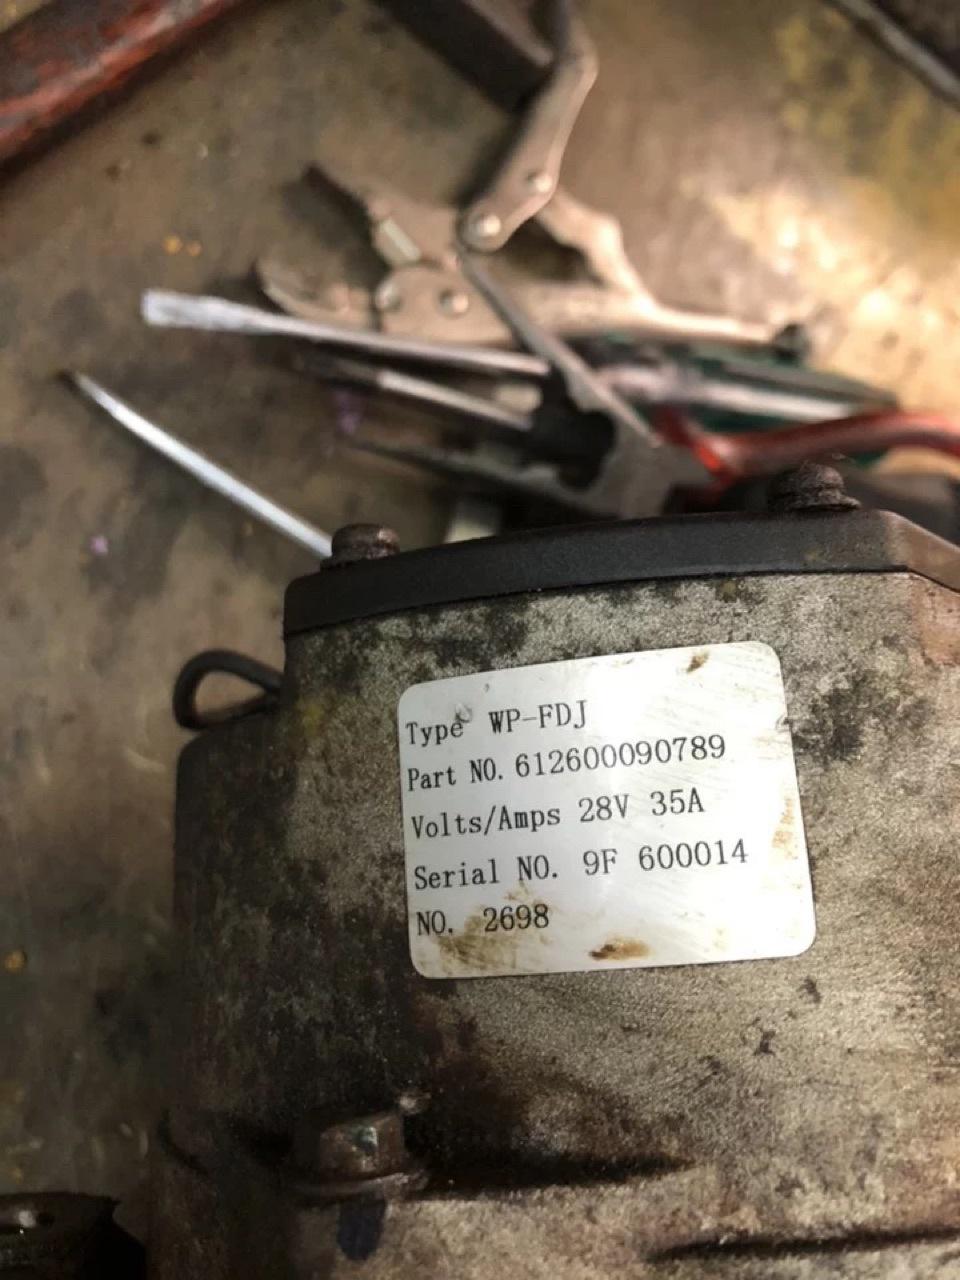 Type WP-FDJ
Part NO. 612600090789
Volts/Amps 28V 35A
Serial NO. 9F 600014
NO. 2698